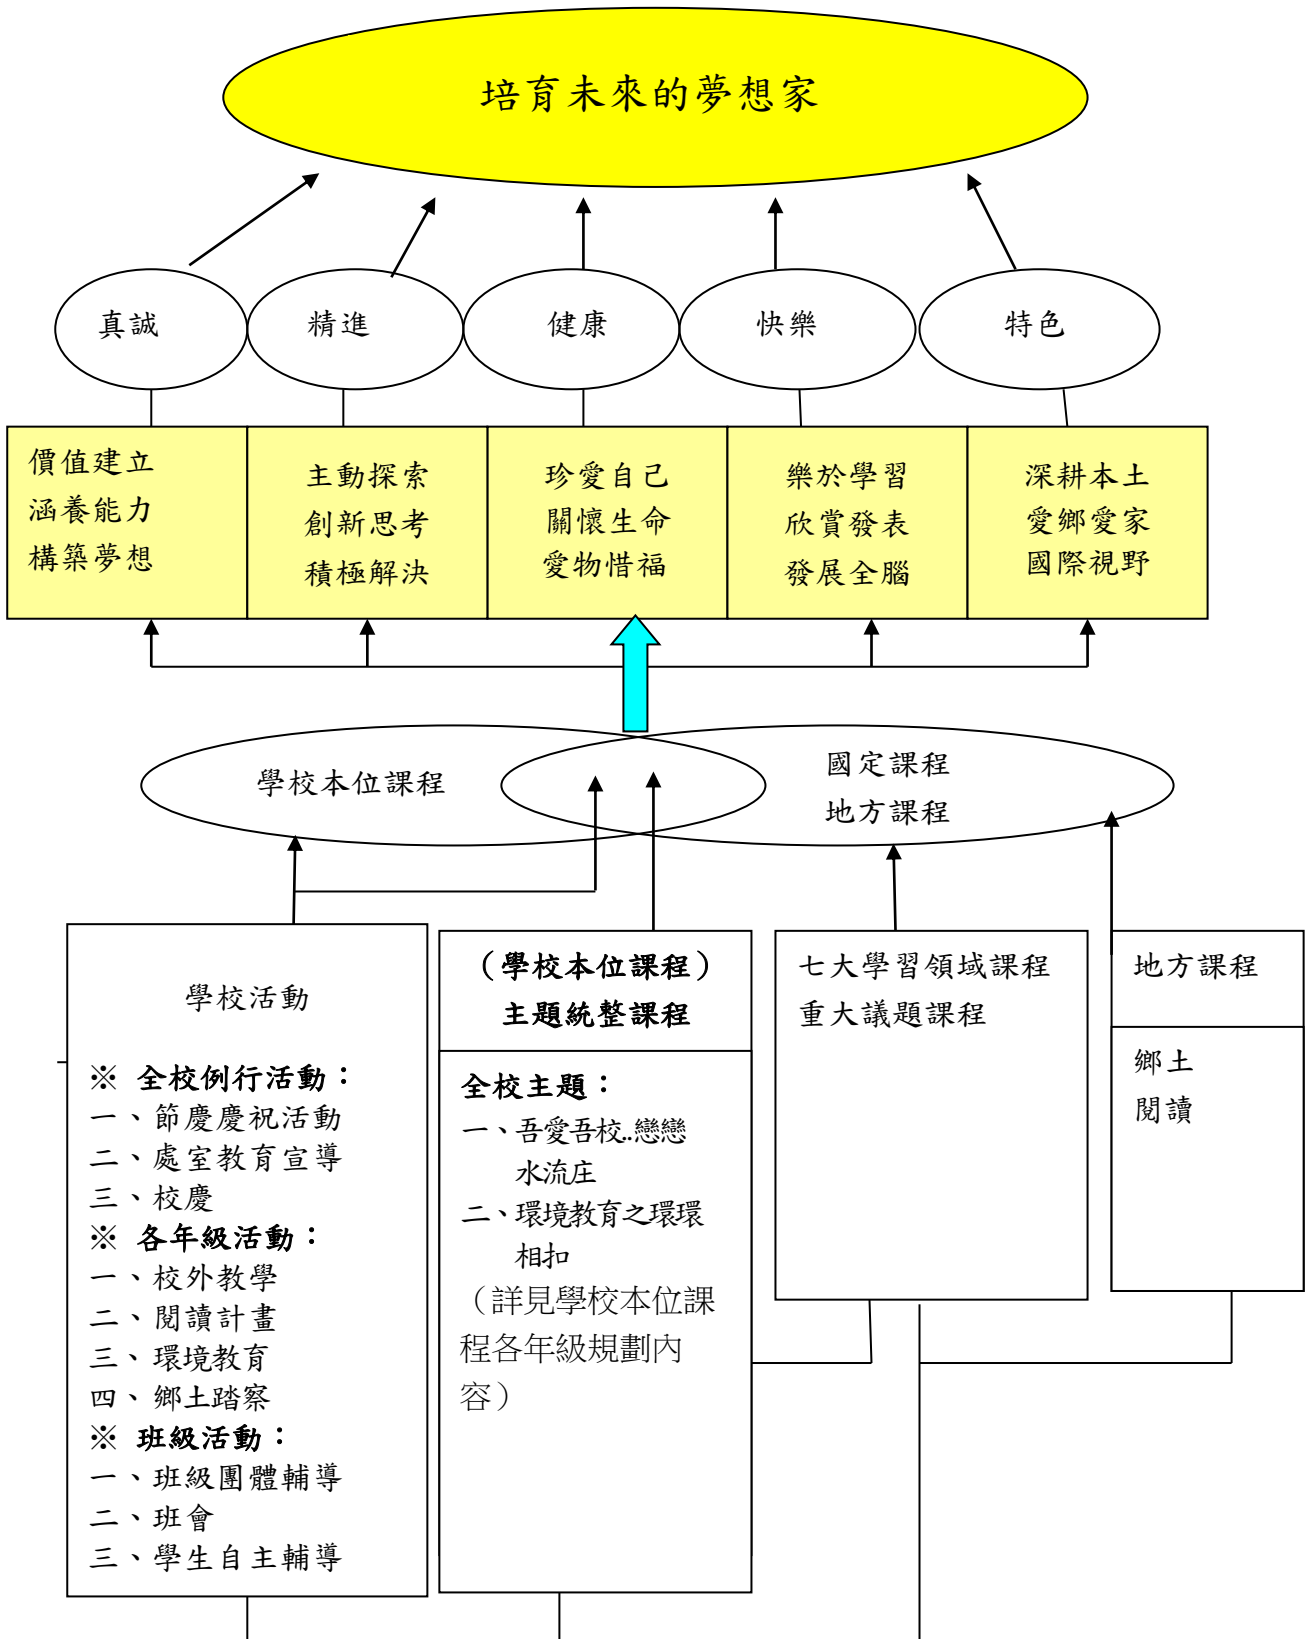 培育未來的夢想家
真誠
精進
健康
快樂
特色
價值建立
涵養能力
構築夢想
主動探索
創新思考
積極解決
珍愛自己
關懷生命
愛物惜福
樂於學習
欣賞發表
發展全腦
深耕本土
愛鄉愛家
國際視野
學校本位課程
國定課程
地方課程
學校活動
※ 全校例行活動：
一、節慶慶祝活動
二、處室教育宣導
三、校慶
※ 各年級活動：
一、校外教學
二、閱讀計畫
三、環境教育
四、鄉土踏察
※ 班級活動：
一、班級團體輔導
二、班會
三、學生自主輔導
（學校本位課程）
主題統整課程
全校主題：
一、吾愛吾校..戀戀
水流庄
二、環境教育之環環
相扣
（詳見學校本位課
程各年級規劃內
容）
七大學習領域課程
重大議題課程
地方課程
鄉土
閱讀